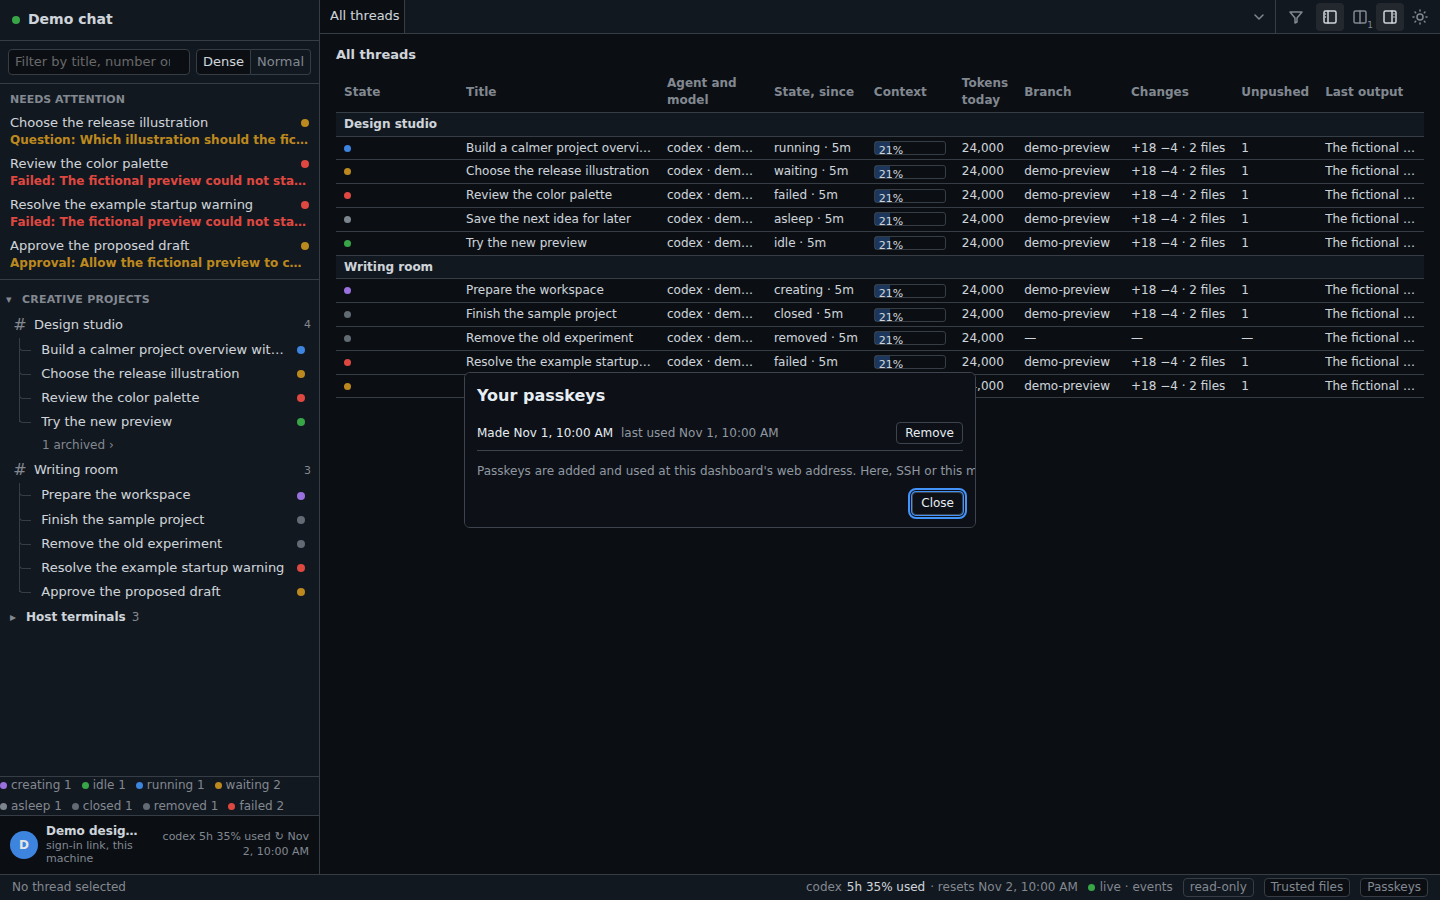 Demo chat
Filter by title, number or
Dense Normal
NEEDS ATTENTION
Choose the release illustration
Question: Which illustration should the fic…
Review the color palette
Failed: The fictional preview could not sta…
Resolve the example startup warning
Failed: The fictional preview could not sta…
Approve the proposed draft
Approval: Allow the fictional preview to c…
▾ CREATIVE PROJECTS
# Design studio 4
Build a calmer project overview wit…
Choose the release illustration
Review the color palette
Try the new preview
1 archived ›
# Writing room 3
Prepare the workspace
Finish the sample project
Remove the old experiment
Resolve the example startup warning
Approve the proposed draft
▸ Host terminals 3
creating 1 idle 1 running 1 waiting 2
asleep 1 closed 1 removed 1 failed 2
D
Demo desig…
sign-in link, this machine
codex 5h 35% used ↻ Nov 2, 10:00 AM
All threads
1
All threads
State Title Agent and model State, since Context Tokens today Branch Changes Unpushed Last output
Design studio
Build a calmer project overvi… codex · dem… running · 5m 21% 24,000 demo-preview +18 −4 · 2 files 1 The fictional …
Choose the release illustration codex · dem… waiting · 5m 21% 24,000 demo-preview +18 −4 · 2 files 1 The fictional …
Review the color palette codex · dem… failed · 5m 21% 24,000 demo-preview +18 −4 · 2 files 1 The fictional …
Save the next idea for later codex · dem… asleep · 5m 21% 24,000 demo-preview +18 −4 · 2 files 1 The fictional …
Try the new preview codex · dem… idle · 5m 21% 24,000 demo-preview +18 −4 · 2 files 1 The fictional …
Writing room
Prepare the workspace codex · dem… creating · 5m 21% 24,000 demo-preview +18 −4 · 2 files 1 The fictional …
Finish the sample project codex · dem… closed · 5m 21% 24,000 demo-preview +18 −4 · 2 files 1 The fictional …
Remove the old experiment codex · dem… removed · 5m 21% 24,000 — — — The fictional …
Resolve the example startup… codex · dem… failed · 5m 21% 24,000 demo-preview +18 −4 · 2 files 1 The fictional …
,000 demo-preview +18 −4 · 2 files 1 The fictional …
Your passkeys
Made Nov 1, 10:00 AM last used Nov 1, 10:00 AM Remove
Passkeys are added and used at this dashboard's web address. Here, SSH or this m
Close
No thread selected
codex 5h 35% used · resets Nov 2, 10:00 AM live · events read-only Trusted files Passkeys